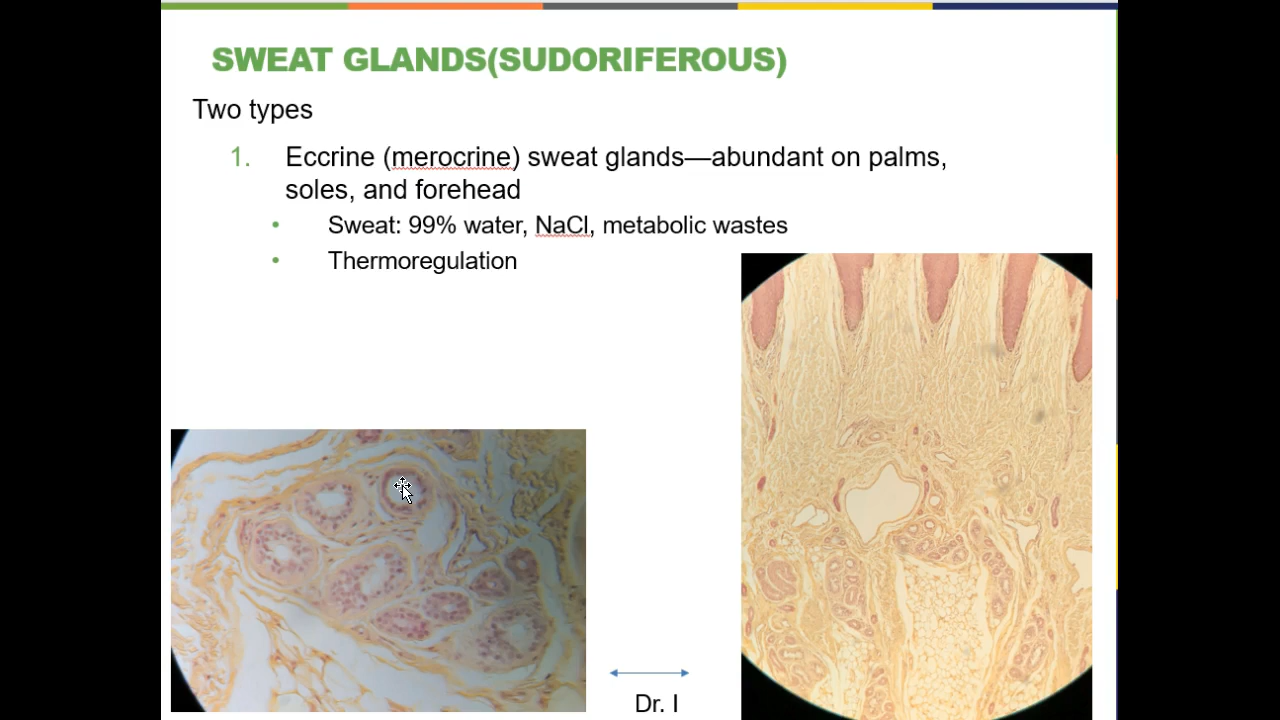 SWEAT GLANDS(SUDORIFEROUS)
Two types
1. Eccrine (merocrine) sweat glands—abundant on palms,
soles, and forehead
• Sweat: 99% water, NaCl, metabolic wastes
• Thermoregulation
Dr. I